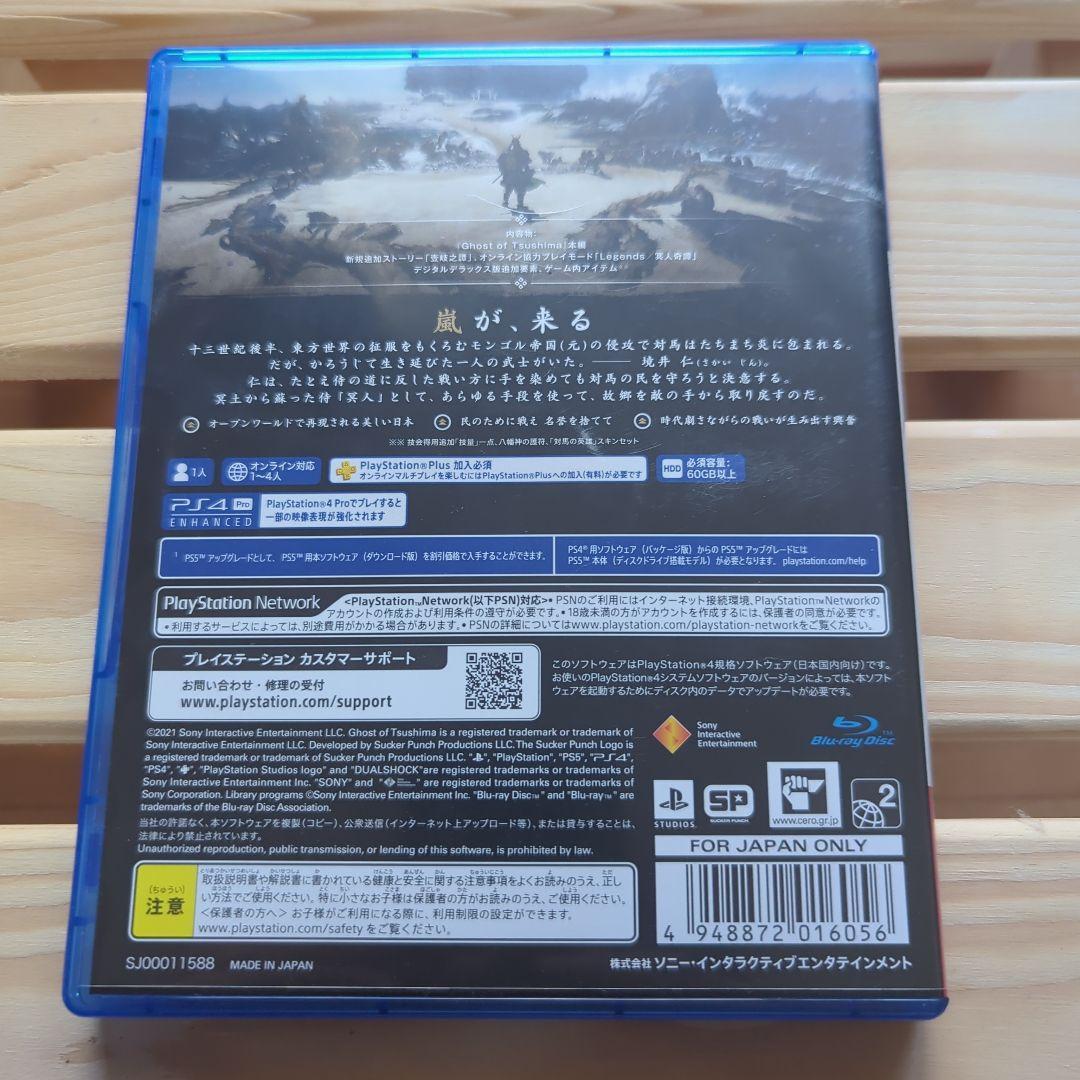 内容物:
『Ghost of Tsushima』本編
新規追加ストーリー「壹岐之譚」、オンライン協力プレイモード「Legends／冥人奇譚」
デジタルデラックス版追加要素、ゲーム内アイテム※
嵐が、来る
十三世紀後半、東方世界の征服をもくろむモンゴル帝国(元)の侵攻で対馬はたちまち炎に包まれる。
だが、かろうじて生き延びた一人の武士がいた。—— 境井 仁(さかい じん)。
仁は、たとえ侍の道に反した戦い方に手を染めても対馬の民を守ろうと決意する。
冥土から蘇った侍「冥人」として、あらゆる手段を使って、故郷を敵の手から取り戻すのだ。
オープンワールドで再現される美しい日本 民のために戦え 名誉を捨てて 時代劇さながらの戦いが生み出す興奮
※ 技会得用追加「技量」一点、八幡神の護符、「対馬の英雄」スキンセット
1人
オンライン対応
1～4人
PlayStation®Plus 加入必須
オンラインマルチプレイを楽しむにはPlayStation®Plusへの加入(有料)が必要です
HDD 必須容量:
60GB以上
PS4 Pro
ENHANCED
PlayStation®4 Proでプレイすると
一部の映像表現が強化されます
PS5™ アップグレードとして、PS5™ 用本ソフトウェア（ダウンロード版）を割引価格で入手することができます。
PS4® 用ソフトウェア（パッケージ版）からの PS5™ アップグレードには
PS5™ 本体（ディスクドライブ搭載モデル）が必要となります。 playstation.com/help
PlayStation Network
<PlayStation™Network(以下PSN)対応>• PSNのご利用にはインターネット接続環境、PlayStation™Networkの
アカウントの作成および利用条件の遵守が必要です。• 18歳未満の方がアカウントを作成するには、保護者の同意が必要です。
• 利用するサービスによっては、別途費用がかかる場合があります。• PSNの詳細についてはwww.playstation.com/playstation-networkをご覧ください。
プレイステーション カスタマーサポート
お問い合わせ・修理の受付
www.playstation.com/support
このソフトウェアはPlayStation®4規格ソフトウェア（日本国内向け）です。
お使いのPlayStation®4システムソフトウェアのバージョンによっては、本ソフト
ウェアを起動するためにディスク内のデータでアップデートが必要です。
Sony
Interactive
Entertainment
Blu-ray Disc™
©2021 Sony Interactive Entertainment LLC. Ghost of Tsushima is a registered trademark or trademark of
Sony Interactive Entertainment LLC. Developed by Sucker Punch Productions LLC.The Sucker Punch Logo is
a registered trademark or trademark of Sucker Punch Productions LLC. " ", "PlayStation", "PS5", "PS4",
"PS4", " ", "PlayStation Studios logo" and "DUALSHOCK"are registered trademarks or trademarks of
Sony Interactive Entertainment Inc. "SONY" and " " are registered trademarks or trademarks of
Sony Corporation. Library programs ©Sony Interactive Entertainment Inc. "Blu-ray Disc™" and "Blu-ray™" are
trademarks of the Blu-ray Disc Association.
当社の許諾なく、本ソフトウェアを複製（コピー）、公衆送信（インターネット上アップロード等）、または貸与することは、
法律により禁止されています。
Unauthorized reproduction, public transmission, or lending of this software, is prohibited by law.
STUDIOS
SP
SUCKER PUNCH
www.cero.gr.jp
2
FOR JAPAN ONLY
(ちゅうい)
注意
取扱説明書や解説書に書かれている健康と安全に関する注意事項をよくお読みのうえ、正し
い方法でご使用ください。特に小さなお子様は保護者の方がお読みのうえ、ご使用ください。
＜保護者の方へ＞お子様がご利用になる際に、利用制限の設定ができます。
www.playstation.com/safety をご覧ください。
4 948872 016056
SJ00011588 MADE IN JAPAN
株式会社 ソニー・インタラクティブエンタテインメント